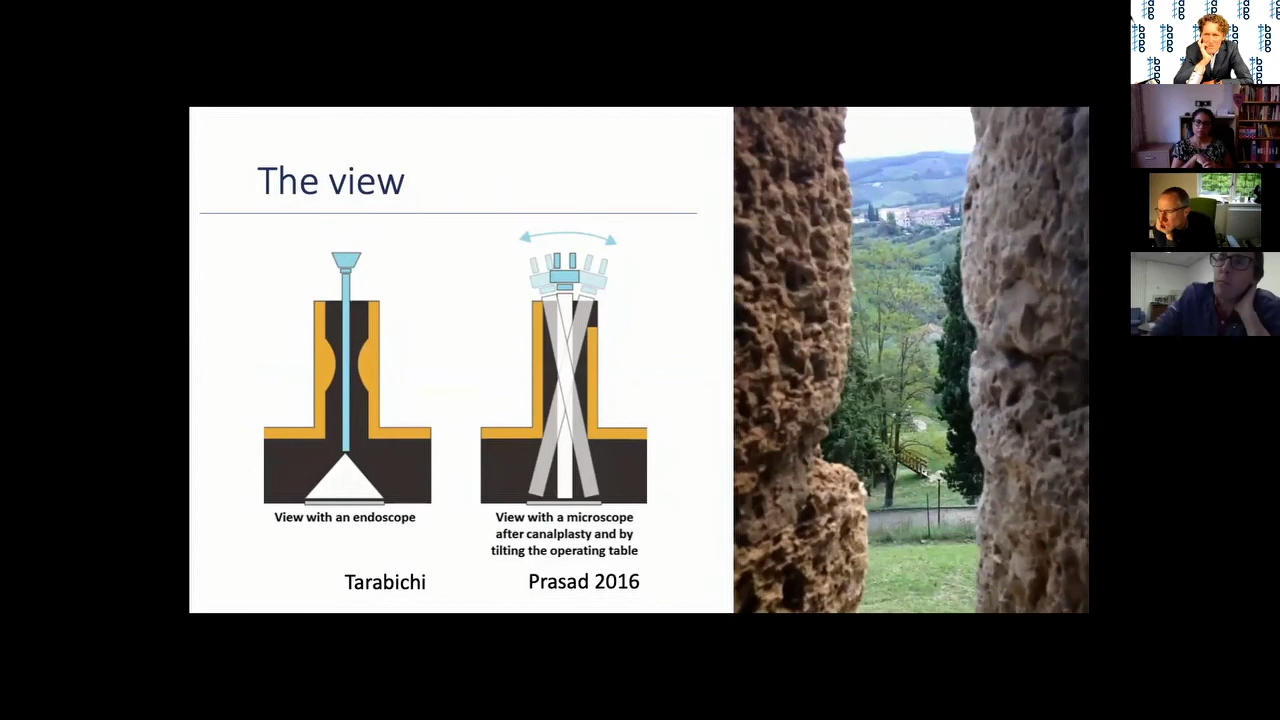 The view
View with an endoscope
View with a microscope
after canalplasty and by
tilting the operating table
Tarabichi
Prasad 2016